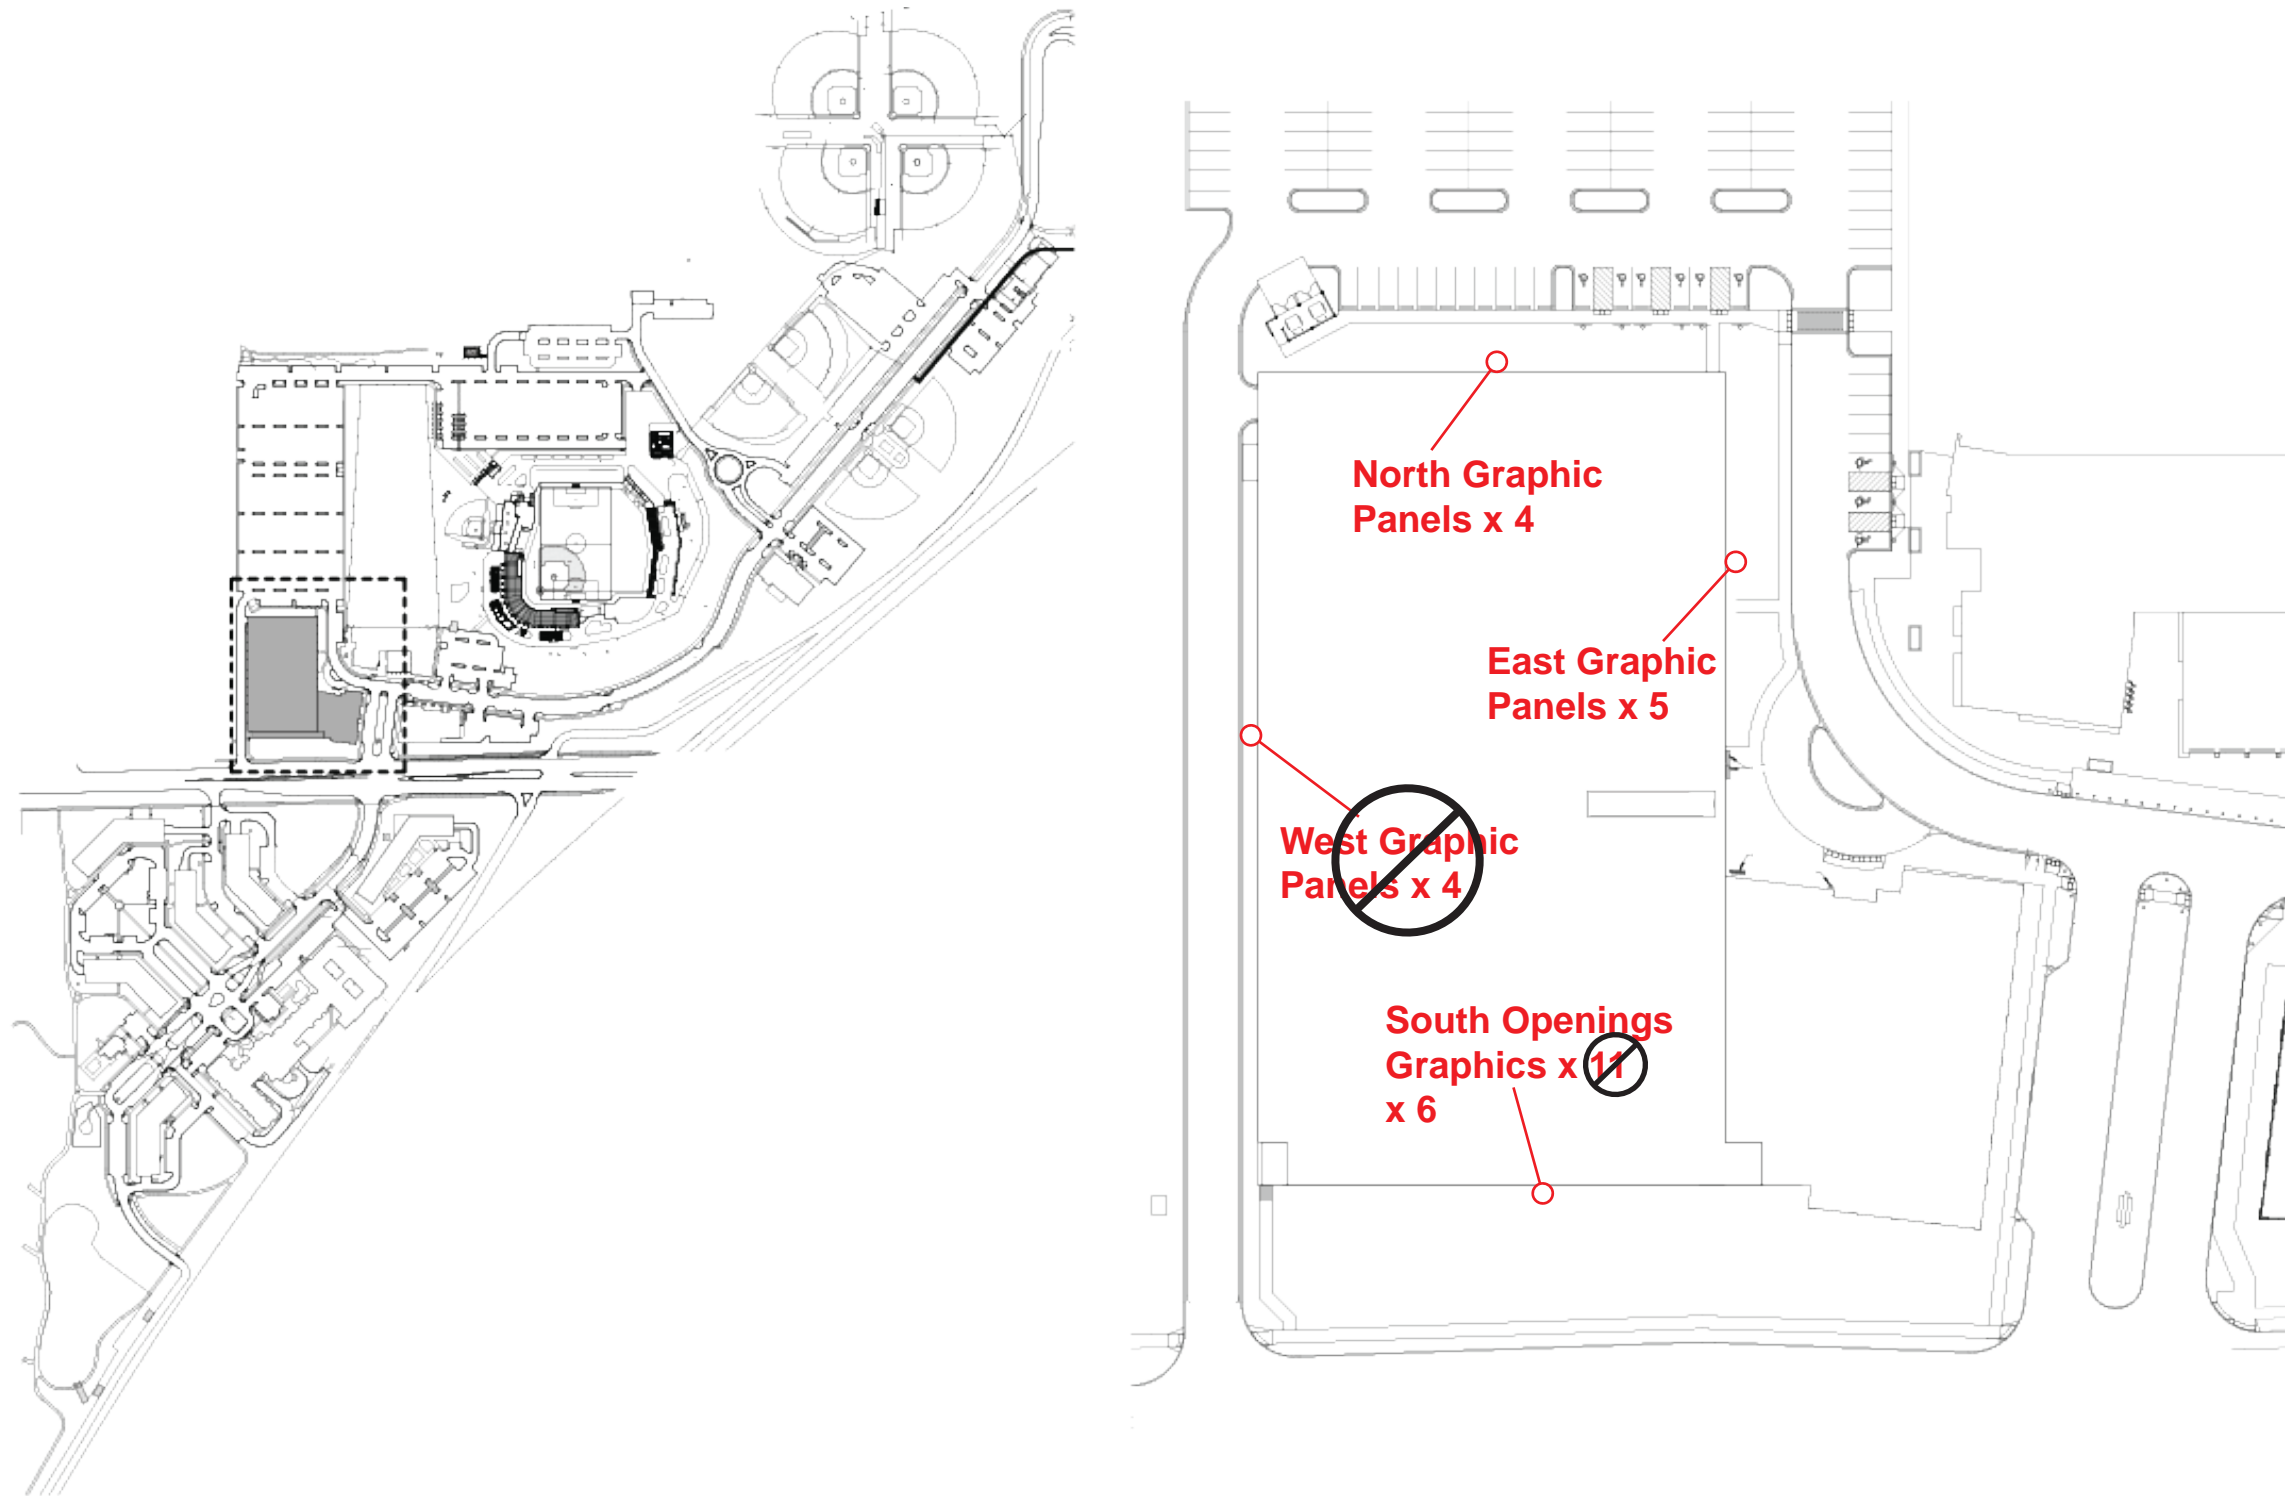 North Graphic
Panels x 4
East Graphic
Panels x 5
West Graphic
Panels x 4
South Openings
Graphics x 11
x 6